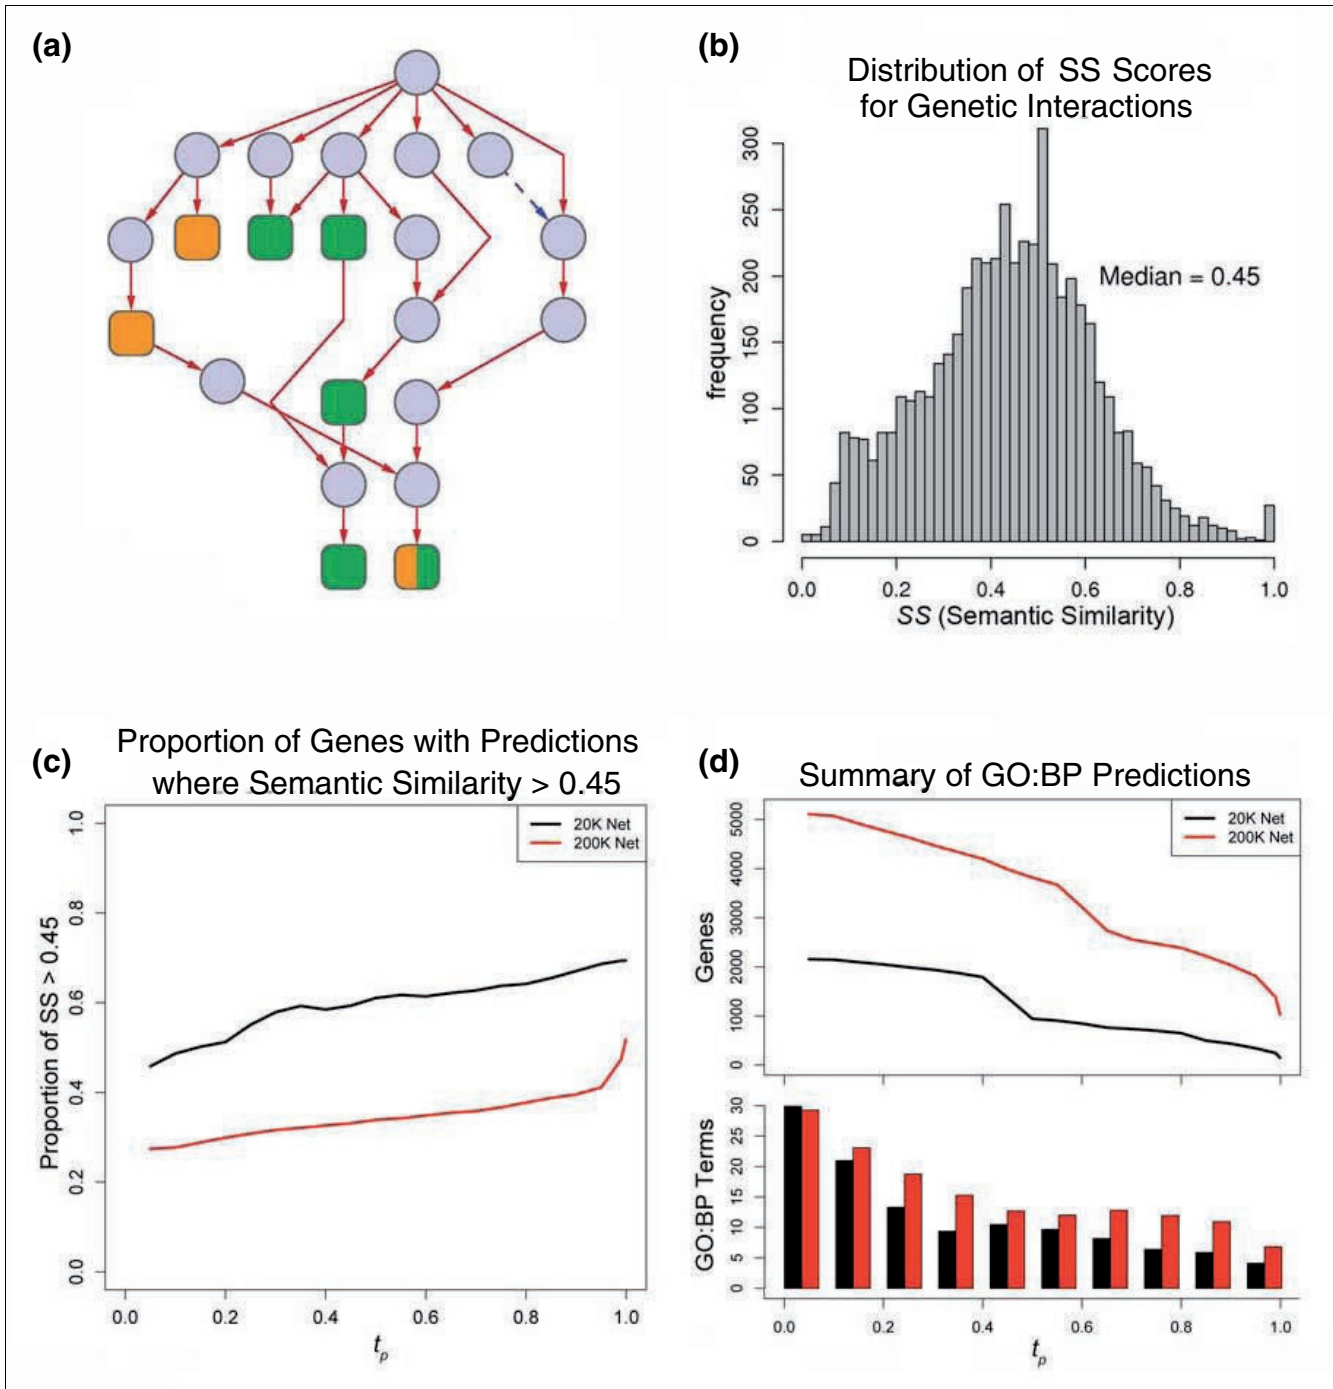 (a)
(b)
Distribution of SS Scores
for Genetic Interactions
300
250
200
150
100
50
0
frequency
Median = 0.45
0.0 0.2 0.4 0.6 0.8 1.0
SS (Semantic Similarity)
(c)
Proportion of Genes with Predictions
where Semantic Similarity > 0.45
20K Net
200K Net
1.0
0.8
0.6
0.4
0.2
0.0
Proportion of SS > 0.45
0.0 0.2 0.4 0.6 0.8 1.0
tp
(d)
Summary of GO:BP Predictions
20K Net
200K Net
5000
4000
3000
2000
1000
0
Genes
30
25
20
15
10
5
0
GO:BP Terms
0.0 0.2 0.4 0.6 0.8 1.0
tp